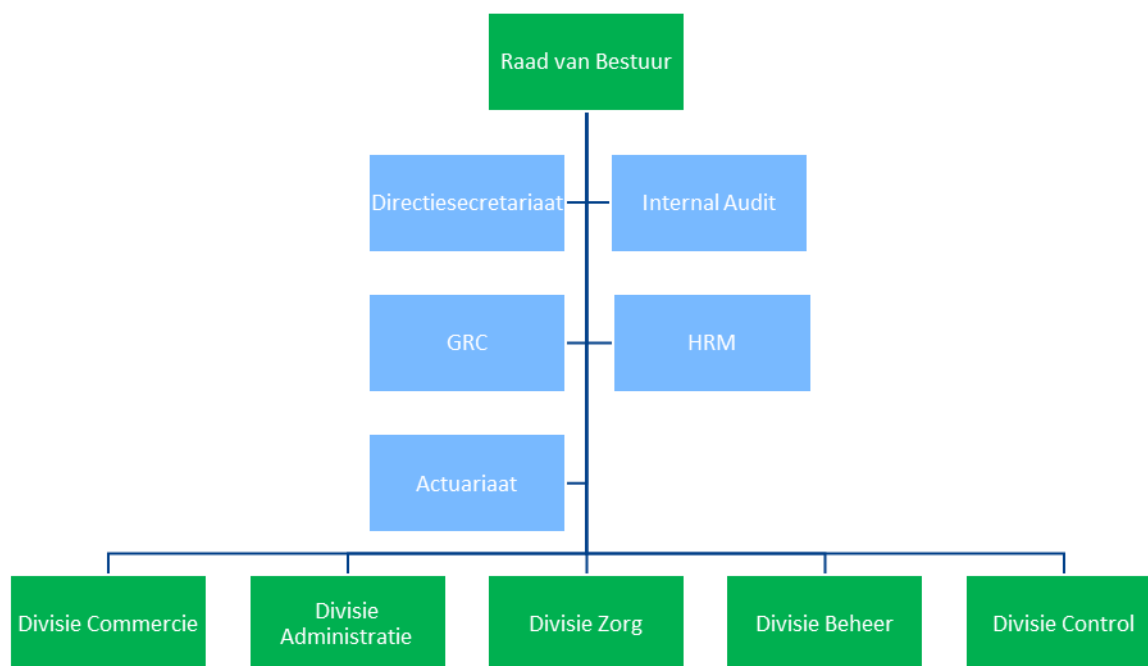 Raad van Bestuur
Directiesecretariaat
Internal Audit
GRC
HRM
Actuariaat
Divisie Commercie
Divisie
Administratie
Divisie Zorg
Divisie Beheer
Divisie Control